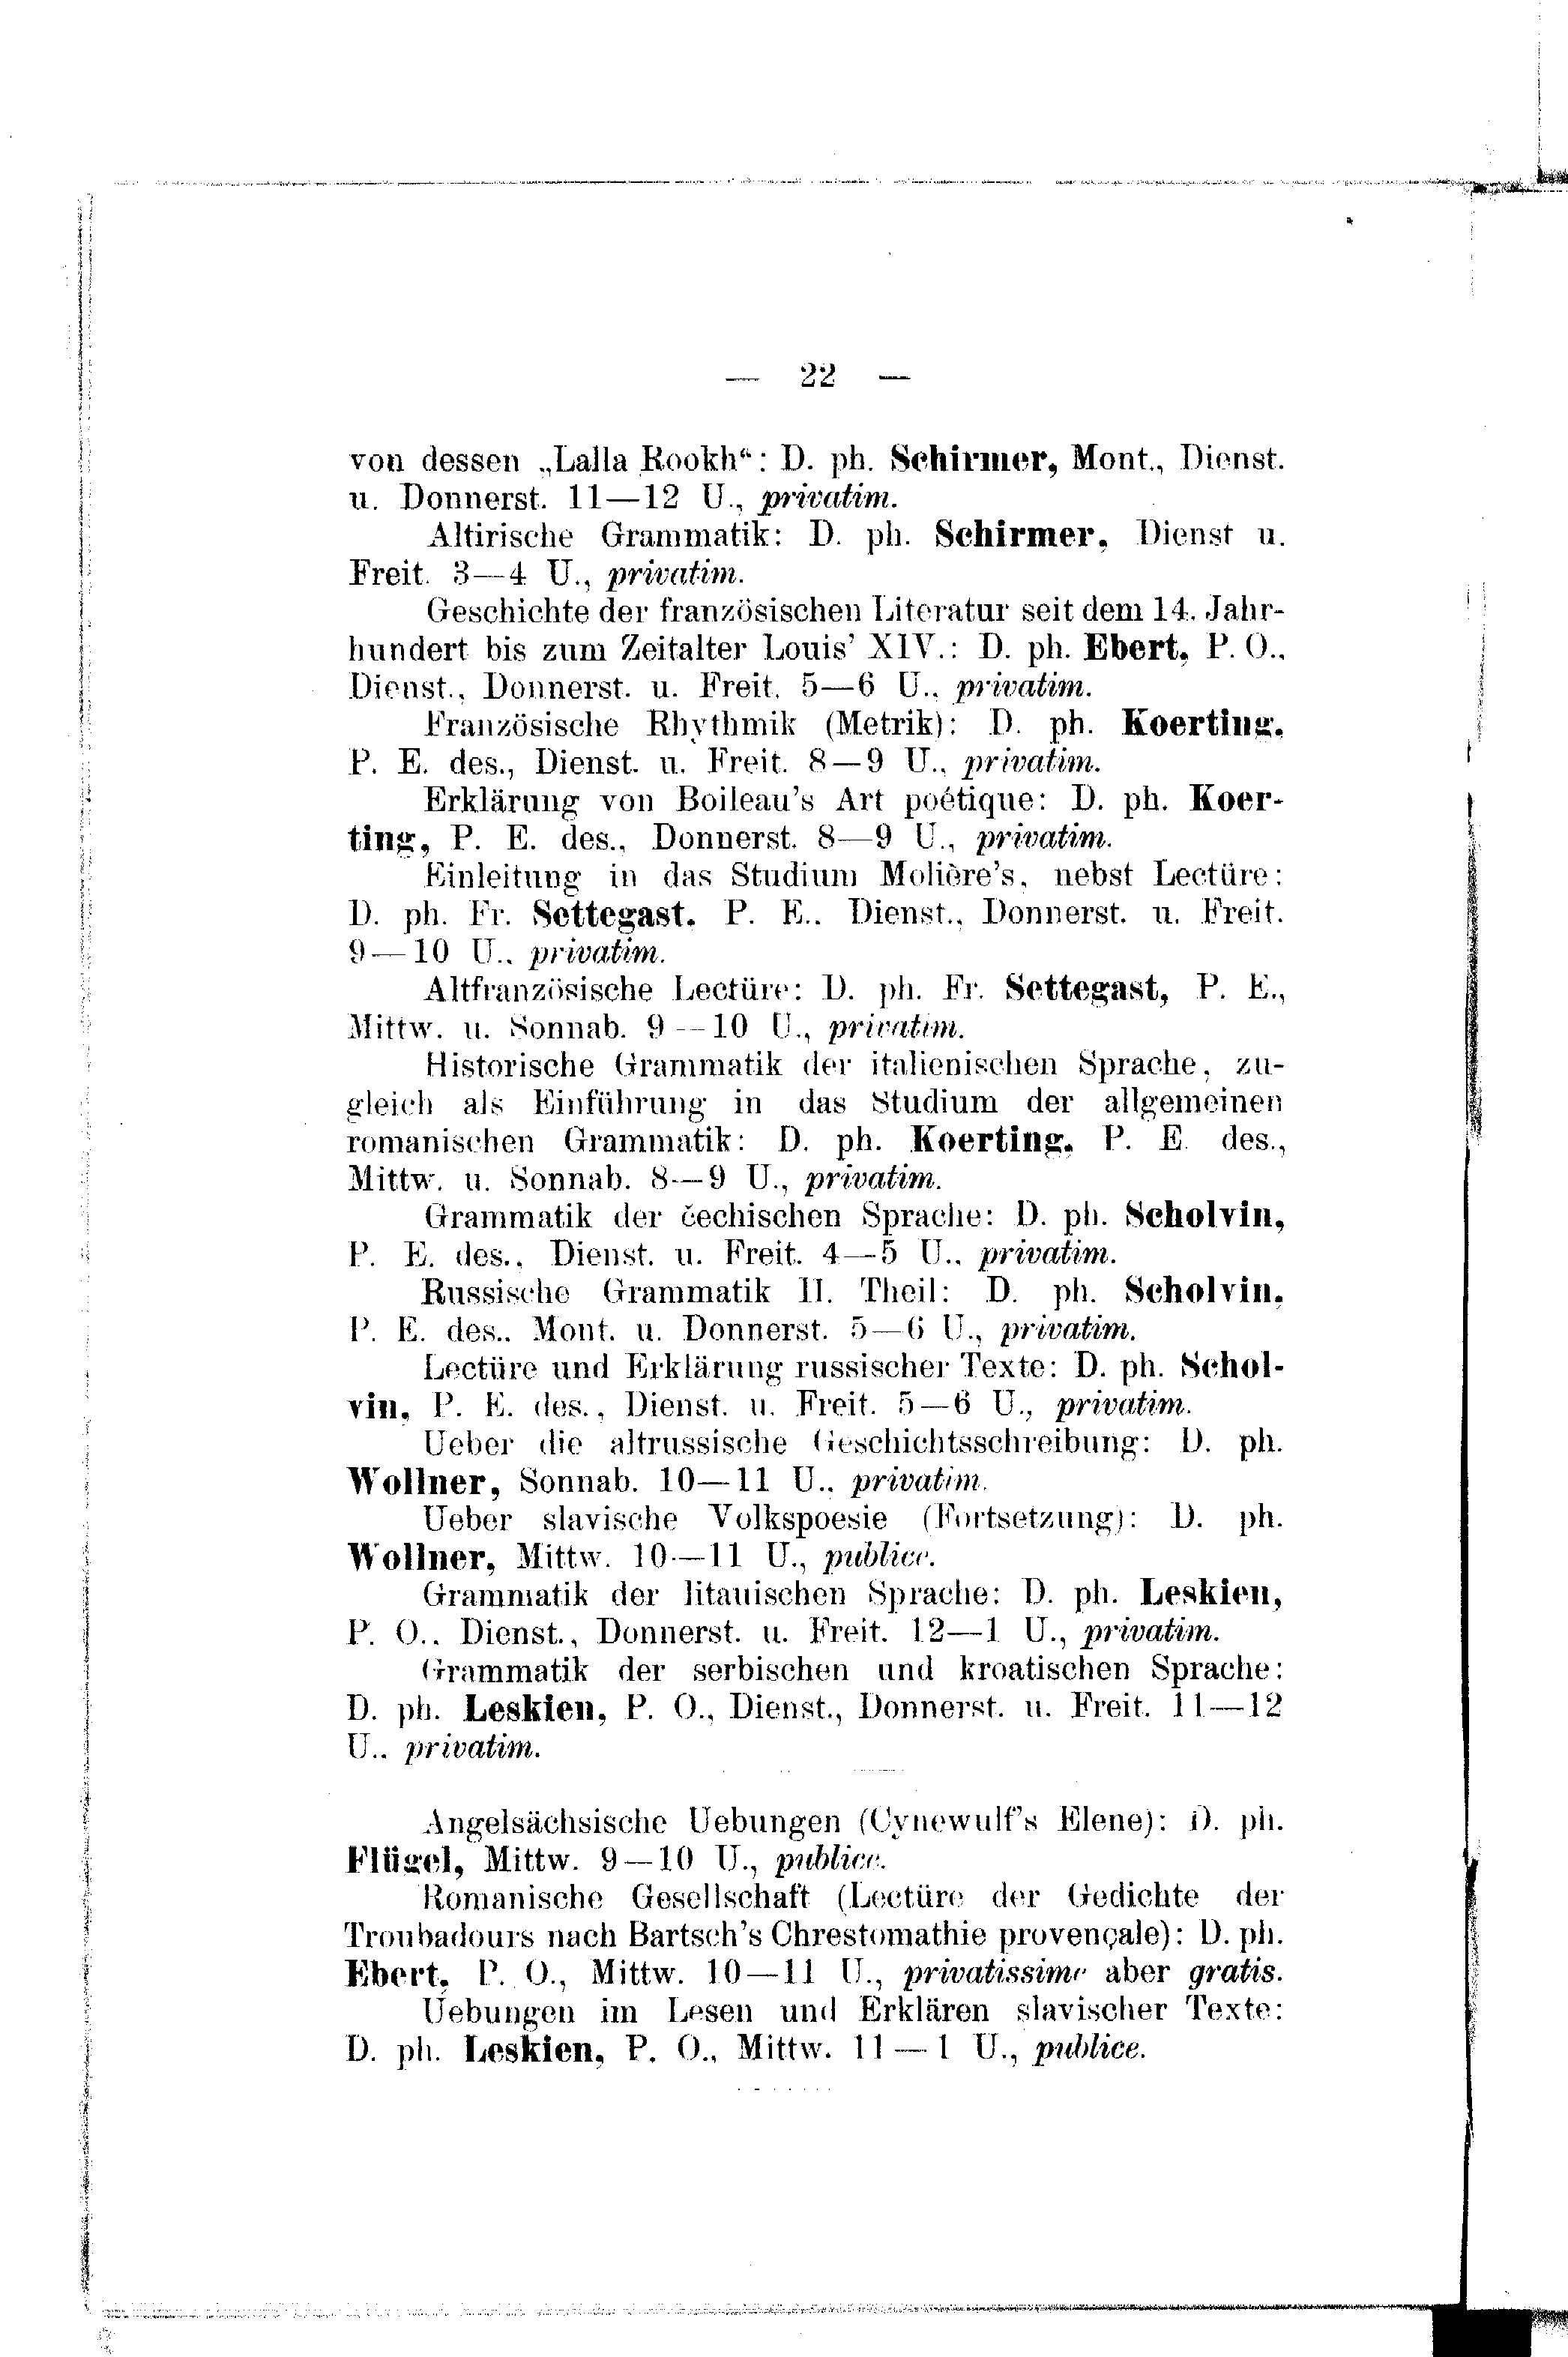 — 22 —
von dessen „Lalla Rookh“: D. ph. Schirmer, Mont., Dienst.
u. Donnerst. 11—12 U., privatim.
Altirische Grammatik: D. ph. Schirmer, Dienst u.
Freit. 3—4 U., privatim.
Geschichte der französischen Literatur seit dem 14. Jahr-
hundert bis zum Zeitalter Louis' XIV.: D. ph. Ebert, P. O.,
Dienst., Donnerst. u. Freit. 5—6 U., privatim.
Französische Rhythmik (Metrik): D. ph. Koerting,
P. E. des., Dienst. u. Freit. 8—9 U., privatim.
Erklärung von Boileau's Art poétique: D. ph. Koer-
ting, P. E. des., Donnerst. 8—9 U., privatim.
Einleitung in das Studium Molière's, nebst Lectüre:
D. ph. Fr. Settegast, P. E., Dienst., Donnerst. u. Freit.
9—10 U., privatim.
Altfranzösische Lectüre: D. ph. Fr. Settegast, P. E.,
Mittw. u. Sonnab. 9—10 U., privatim.
Historische Grammatik der italienischen Sprache, zu-
gleich als Einführung in das Studium der allgemeinen
romanischen Grammatik: D. ph. Koerting, P. E. des.,
Mittw. u. Sonnab. 8—9 U., privatim.
Grammatik der čechischen Sprache: D. ph. Scholvin,
P. E. des., Dienst. u. Freit. 4—5 U., privatim.
Russische Grammatik II. Theil: D. ph. Scholvin,
P. E. des., Mont. u. Donnerst. 5—6 U., privatim.
Lectüre und Erklärung russischer Texte: D. ph. Schol-
vin, P. E. des., Dienst. u. Freit. 5—6 U., privatim.
Ueber die altrussische Geschichtsschreibung: D. ph.
Wollner, Sonnab. 10—11 U., privatim.
Ueber slavische Volkspoesie (Fortsetzung): D. ph.
Wollner, Mittw. 10—11 U., publice.
Grammatik der litauischen Sprache: D. ph. Leskien,
P. O., Dienst., Donnerst. u. Freit. 12—1 U., privatim.
Grammatik der serbischen und kroatischen Sprache:
D. ph. Leskien, P. O., Dienst., Donnerst. u. Freit. 11—12
U., privatim.
Angelsächsische Uebungen (Cynewulf's Elene): D. ph.
Flügel, Mittw. 9—10 U., publice.
Romanische Gesellschaft (Lectüre der Gedichte der
Troubadours nach Bartsch's Chrestomathie provençale): D. ph.
Ebert, P. O., Mittw. 10—11 U., privatissime aber gratis.
Uebungen im Lesen und Erklären slavischer Texte:
D. ph. Leskien, P. O., Mittw. 11—1 U., publice.